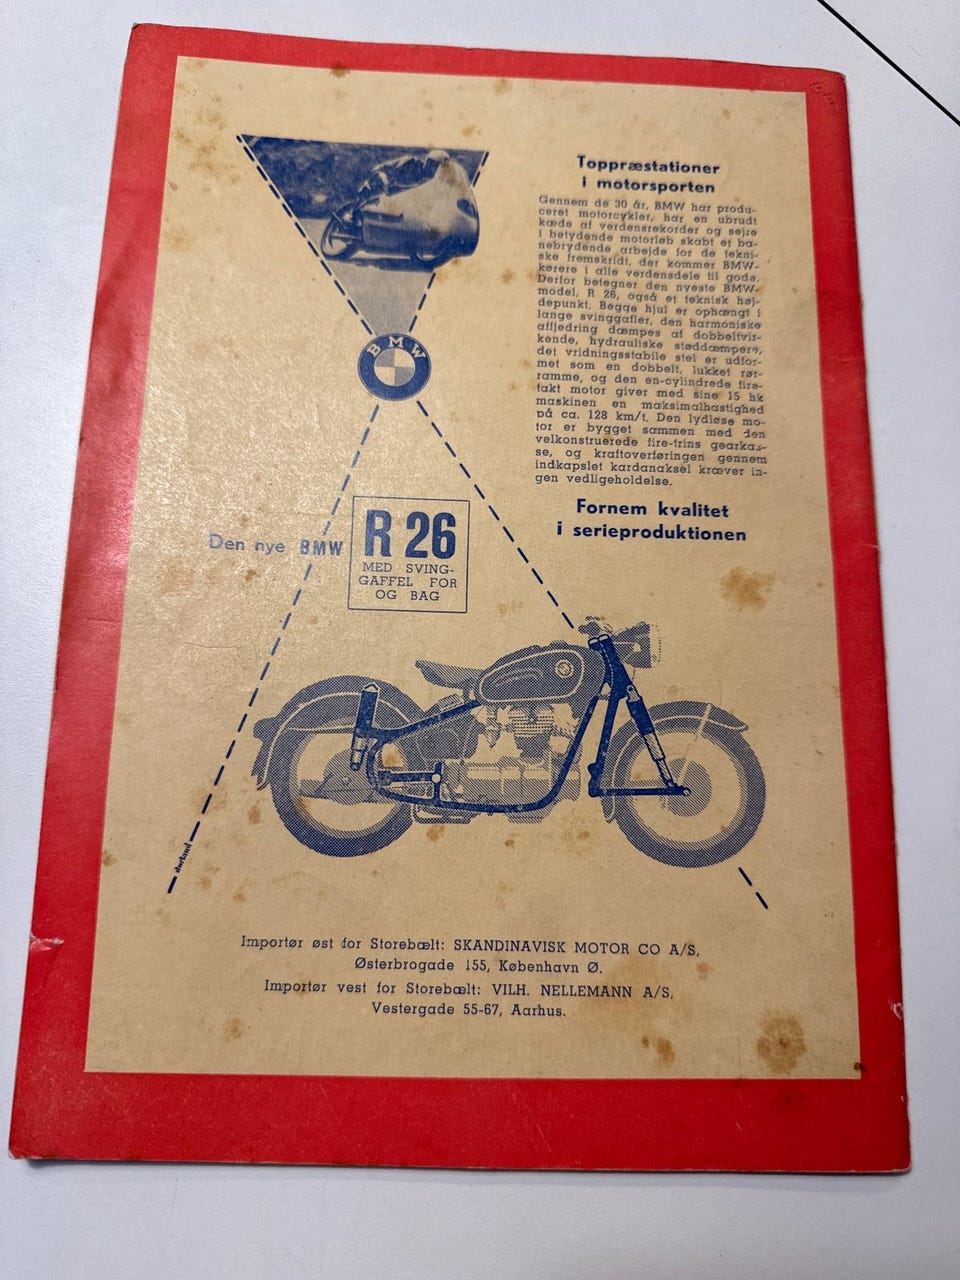 Toppræstationer
i motorsporten
Gennem de 30 år, BMW har produ-
ceret motorcykler, har en ubrudt
kæde af verdensrekorder og sejre
i betydende motorløb skabt et ba-
nebrydende arbejde for de tekni-
ske fremskridt, der kommer BMW-
kørere i alle verdensdele til gode.
Derfor betegner den nyeste BMW-
model, R 26, også et teknisk høj-
depunkt. Begge hjul er ophængt i
lange svinggafler, den harmoniske
affjedring dæmpes af dobbeltvir-
kende, hydrauliske støddæmpere,
det vridningsstabile stel er udfor-
met som en dobbelt, lukket rør-
ramme, og den en-cylindrede fire-
takt motor giver med sine 15 hk
maskinen en maksimalhastighed
på ca. 128 km/t. Den lydløse mo-
tor er bygget sammen med den
velkonstruerede fire-trins gearkas-
se, og kraftoverføringen gennem
indkapslet kardanaksel kræver in-
gen vedligeholdelse.
Fornem kvalitet
i serieproduktionen
BMW
Den nye BMW
R 26
MED SVING-
GAFFEL FOR
OG BAG
dorland
Importør øst for Storebælt: SKANDINAVISK MOTOR CO A/S,
Østerbrogade 155, København Ø.
Importør vest for Storebælt: VILH. NELLEMANN A/S,
Vestergade 55-67, Aarhus.